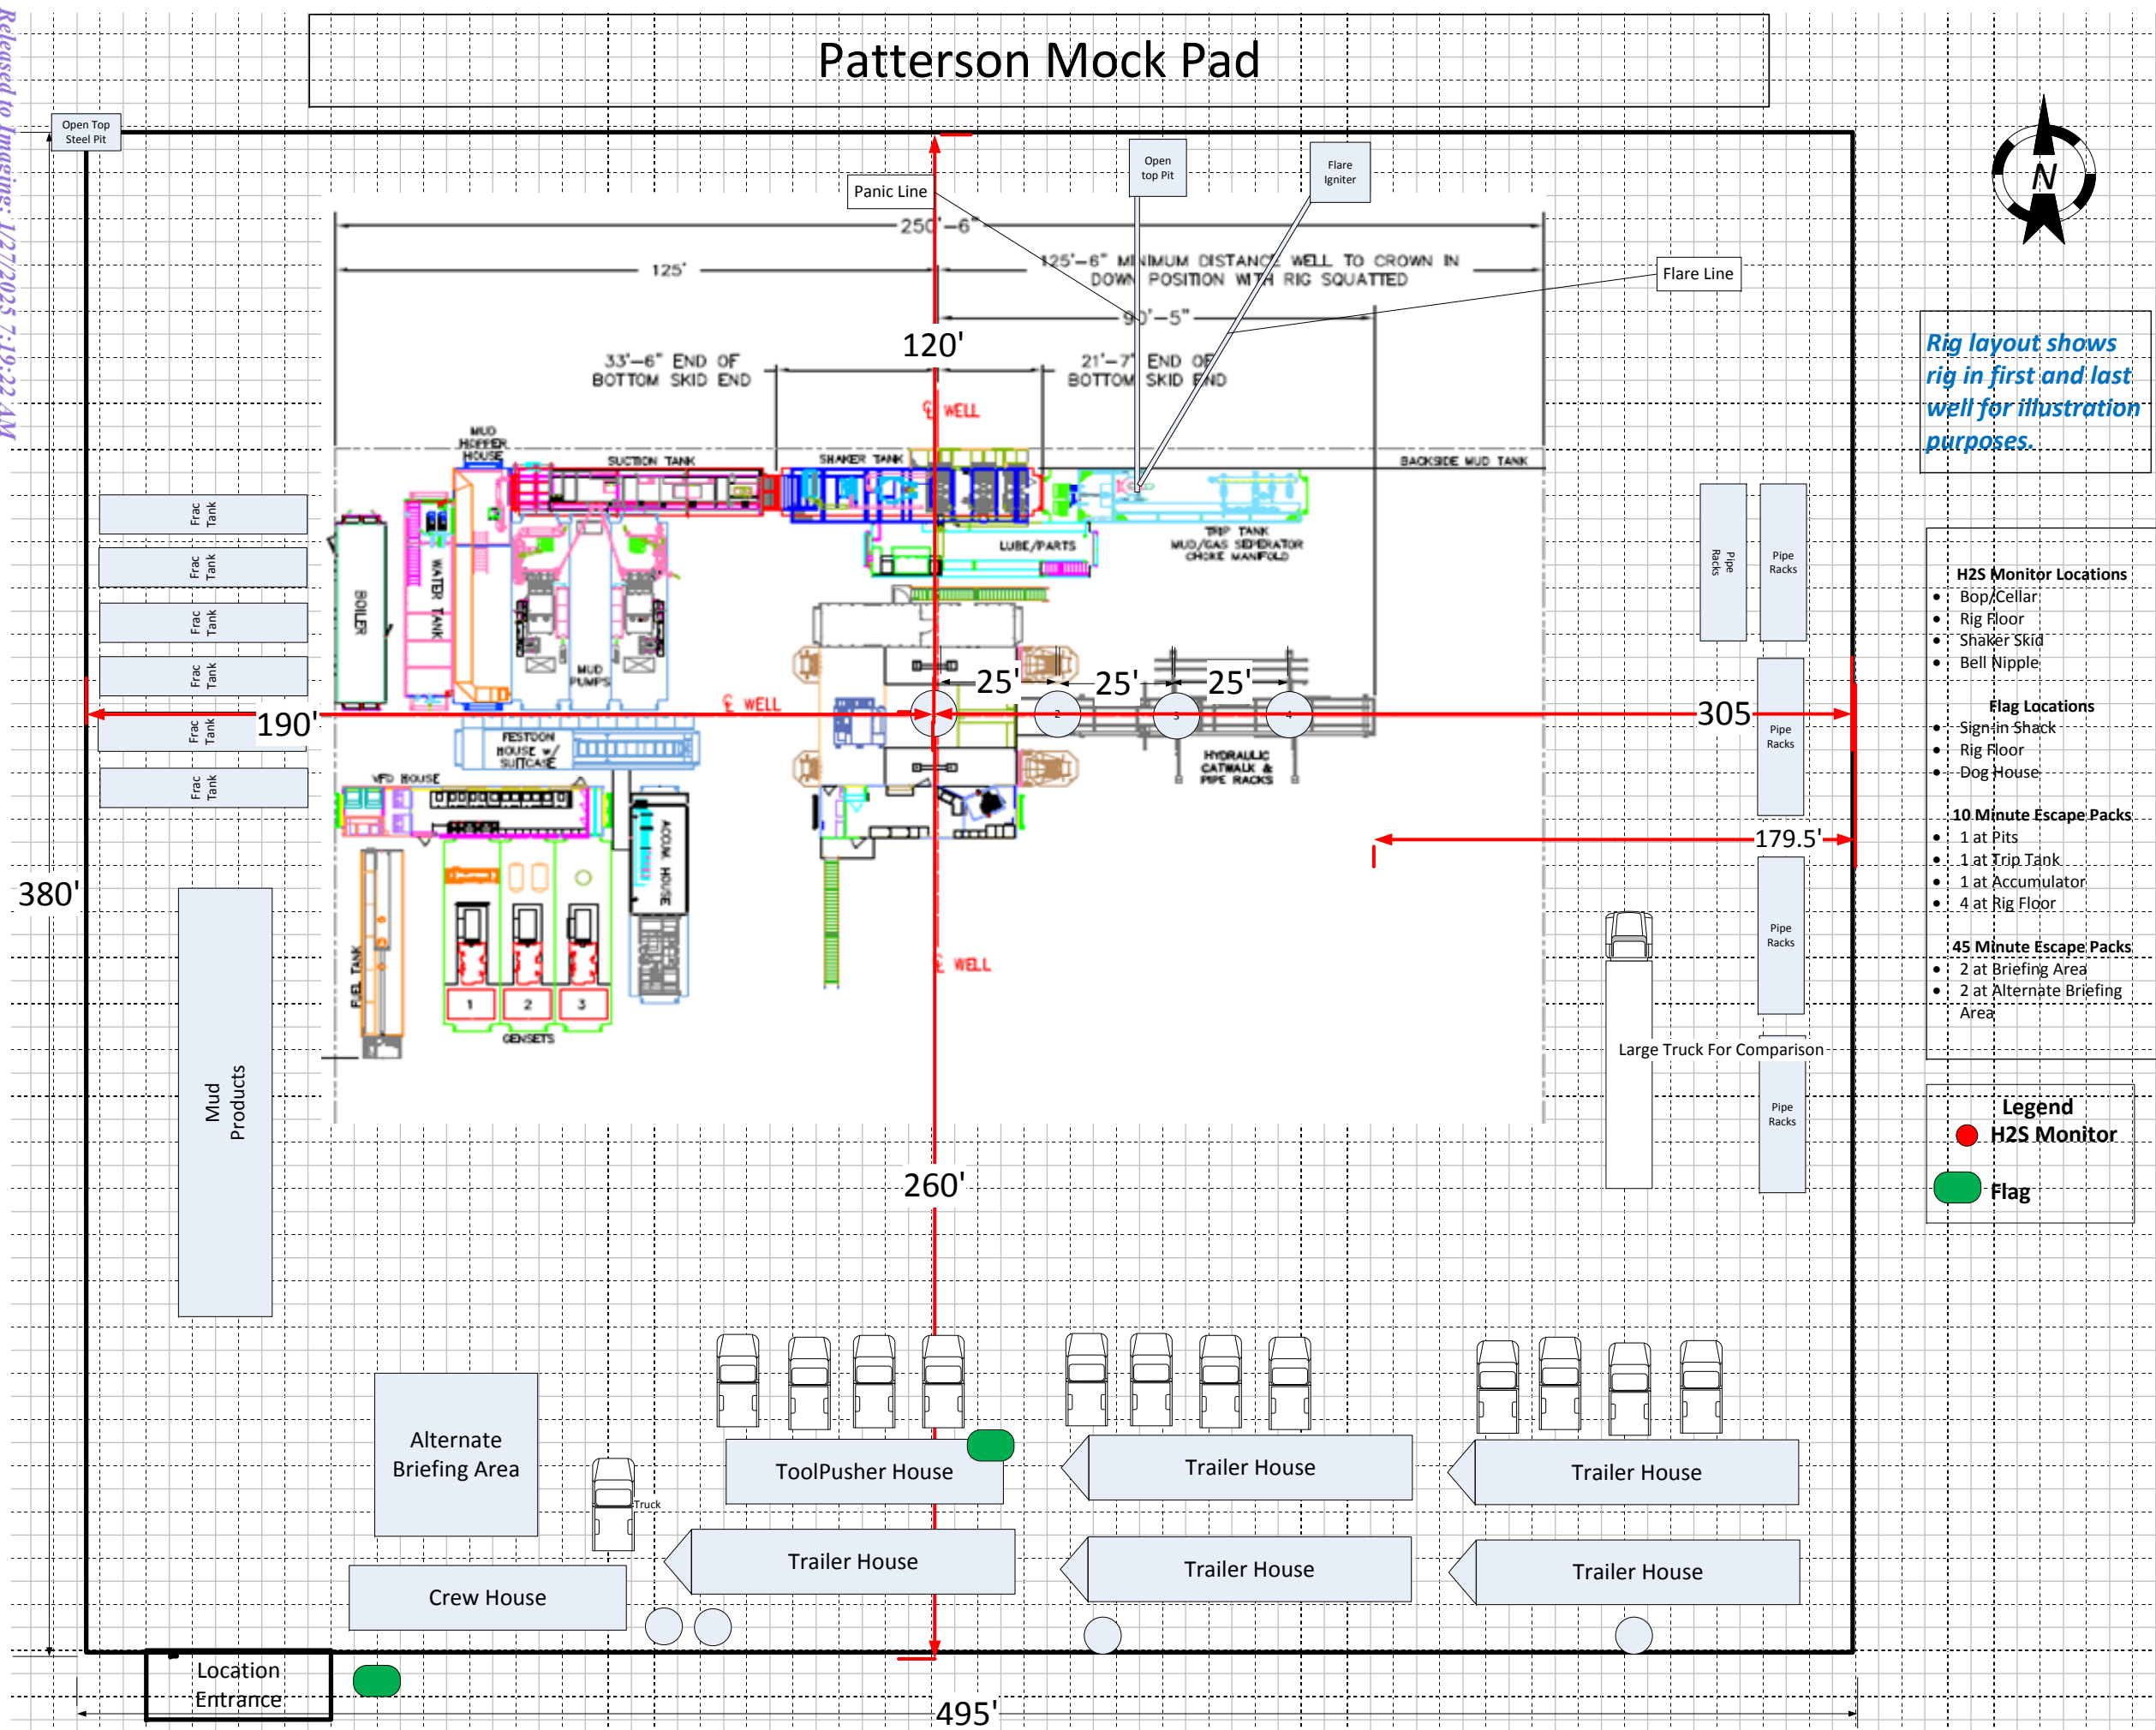 Released to Imaging: 1/27/2025 7:19:22 AM
Patterson Mock Pad
Open Top
Steel Pit
Open
top Pit
Flare
Igniter
N
Panic Line
250'-6"
125'
125'-6" MINIMUM DISTANCE WELL TO CROWN IN
DOWN POSITION WITH RIG SQUATTED
Flare Line
90'-5"
120'
33'-6" END OF
BOTTOM SKID END
21'-7" END OF
BOTTOM SKID END
℄ WELL
Rig layout shows
rig in first and last
well for illustration
purposes.
MUD
HOPPER
HOUSE
SUCTION TANK
SHAKER TANK
BACKSIDE MUD TANK
Frac
Tank
Frac
Tank
Frac
Tank
Frac
Tank
Frac
Tank
Frac
Tank
BOILER
WATER TANK
MUD
PUMPS
LUBE/PARTS
TRIP TANK
MUD/GAS SEPERATOR
CHOKE MANIFOLD
Pipe
Racks
Pipe
Racks
Pipe
Racks
Pipe
Racks
Pipe
Racks
H2S Monitor Locations
• Bop/Cellar
• Rig Floor
• Shaker Skid
• Bell Nipple
Flag Locations
• Sign-in Shack
• Rig Floor
• Dog House
10 Minute Escape Packs
• 1 at Pits
• 1 at Trip Tank
• 1 at Accumulator
• 4 at Rig Floor
45 Minute Escape Packs
• 2 at Briefing Area
• 2 at Alternate Briefing
Area
25'
25'
25'
℄ WELL
2
3
4
190'
305
FESTOON
HOUSE w/
SUITCASE
HYDRAULIC
CATWALK &
PIPE RACKS
VFD HOUSE
ACCUM. HOUSE
179.5'
380'
FUEL TANK
℄ WELL
1
2
3
GENSETS
Large Truck For Comparison
Mud
Products
Legend
H2S Monitor
Flag
260'
Alternate
Briefing Area
Truck
ToolPusher House
Trailer House
Trailer House
Trailer House
Trailer House
Trailer House
Crew House
Location
Entrance
495'